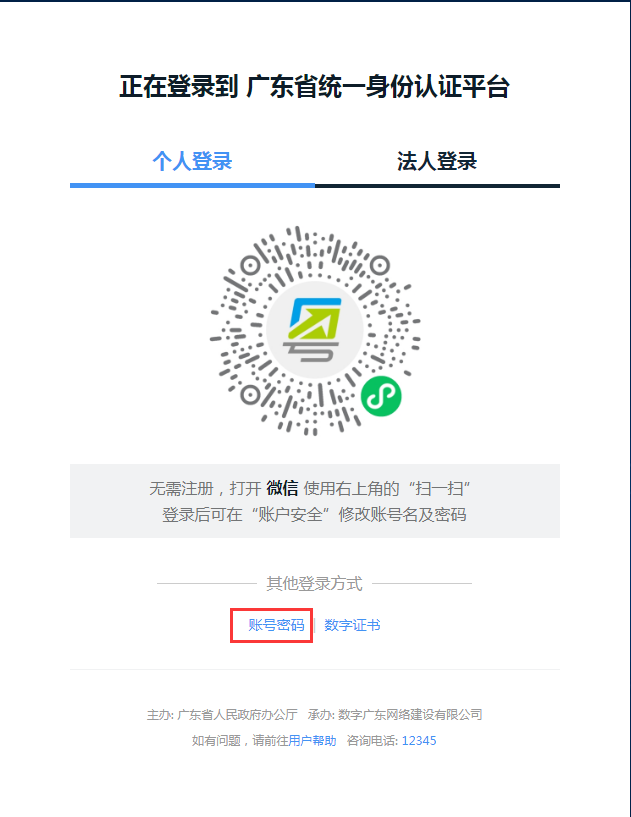 正在登录到 广东省统一身份认证平台
个人登录 法人登录
无需注册，打开 微信 使用右上角的“扫一扫”
登录后可在“账户安全”修改账号名及密码
其他登录方式
账号密码 | 数字证书
主办: 广东省人民政府办公厅 承办: 数字广东网络建设有限公司
如有问题，请前往用户帮助 咨询电话: 12345